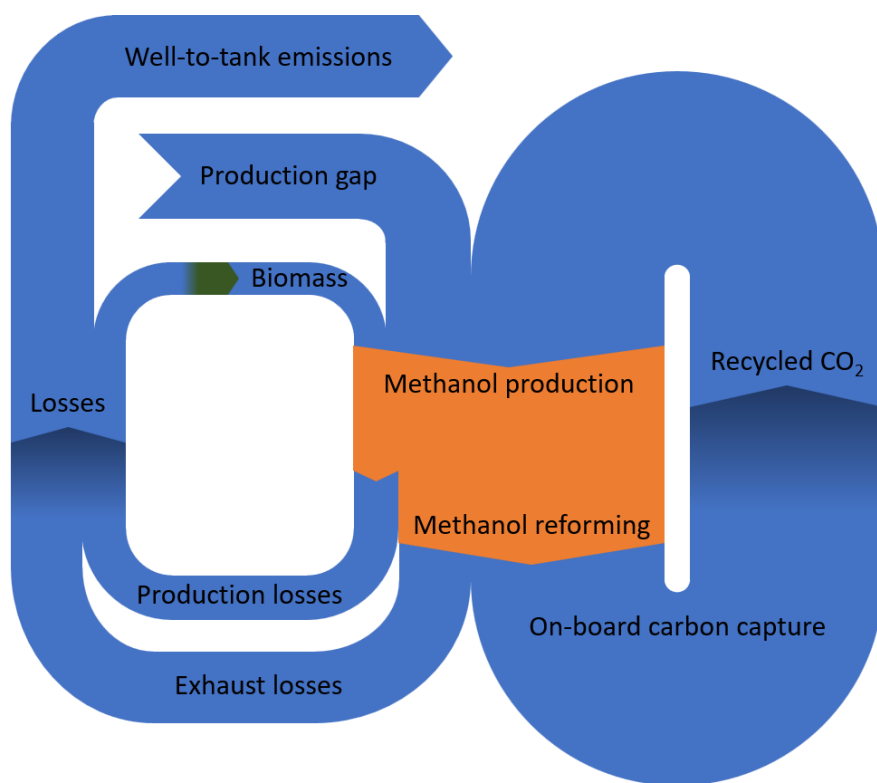 Well-to-tank emissions
Production gap
Biomass
Recycled CO₂
Methanol production
Losses
Methanol reforming
Production losses
On-board carbon capture
Exhaust losses